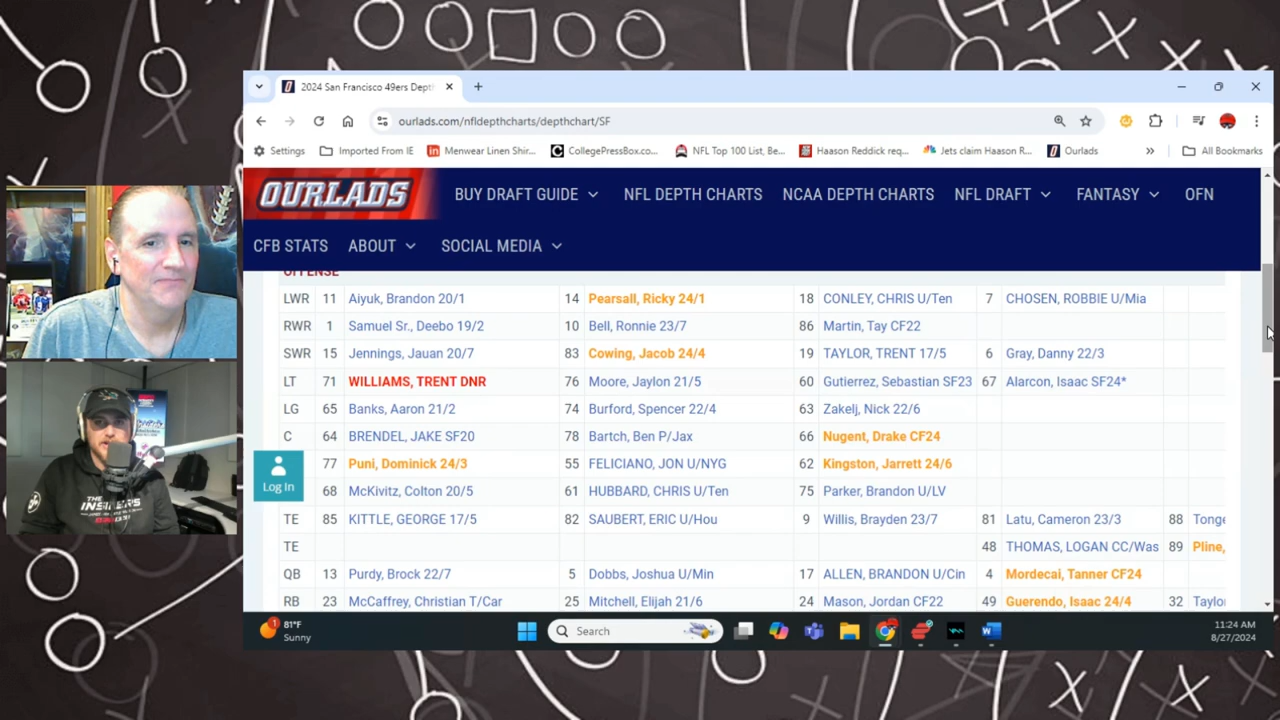 2024 San Francisco 49ers Dept
ourlads.com/nfldepthcharts/depthchart/SF
Settings Imported From IE Menwear Linen Shir... CollegePressBox.co... NFL Top 100 List, Be... Haason Reddick req... Jets claim Haason R... Ourlads » All Bookmarks
OURLADS BUY DRAFT GUIDE NFL DEPTH CHARTS NCAA DEPTH CHARTS NFL DRAFT FANTASY OFN
CFB STATS ABOUT SOCIAL MEDIA
OFFENSE
LWR 11 Aiyuk, Brandon 20/1 14 Pearsall, Ricky 24/1 18 CONLEY, CHRIS U/Ten 7 CHOSEN, ROBBIE U/Mia
RWR 1 Samuel Sr., Deebo 19/2 10 Bell, Ronnie 23/7 86 Martin, Tay CF22
SWR 15 Jennings, Jauan 20/7 83 Cowing, Jacob 24/4 19 TAYLOR, TRENT 17/5 6 Gray, Danny 22/3
LT 71 WILLIAMS, TRENT DNR 76 Moore, Jaylon 21/5 60 Gutierrez, Sebastian SF23 67 Alarcon, Isaac SF24*
LG 65 Banks, Aaron 21/2 74 Burford, Spencer 22/4 63 Zakelj, Nick 22/6
C 64 BRENDEL, JAKE SF20 78 Bartch, Ben P/Jax 66 Nugent, Drake CF24
77 Puni, Dominick 24/3 55 FELICIANO, JON U/NYG 62 Kingston, Jarrett 24/6
68 McKivitz, Colton 20/5 61 HUBBARD, CHRIS U/Ten 75 Parker, Brandon U/LV
Log In
TE 85 KITTLE, GEORGE 17/5 82 SAUBERT, ERIC U/Hou 9 Willis, Brayden 23/7 81 Latu, Cameron 23/3 88 Tonge
TE 48 THOMAS, LOGAN CC/Was 89 Pline,
QB 13 Purdy, Brock 22/7 5 Dobbs, Joshua U/Min 17 ALLEN, BRANDON U/Cin 4 Mordecai, Tanner CF24
RB 23 McCaffrey, Christian T/Car 25 Mitchell, Elijah 21/6 24 Mason, Jordan CF22 49 Guerendo, Isaac 24/4 32 Taylor
THE
INSIDERS
81°F
Sunny
Search
11:24 AM
8/27/2024